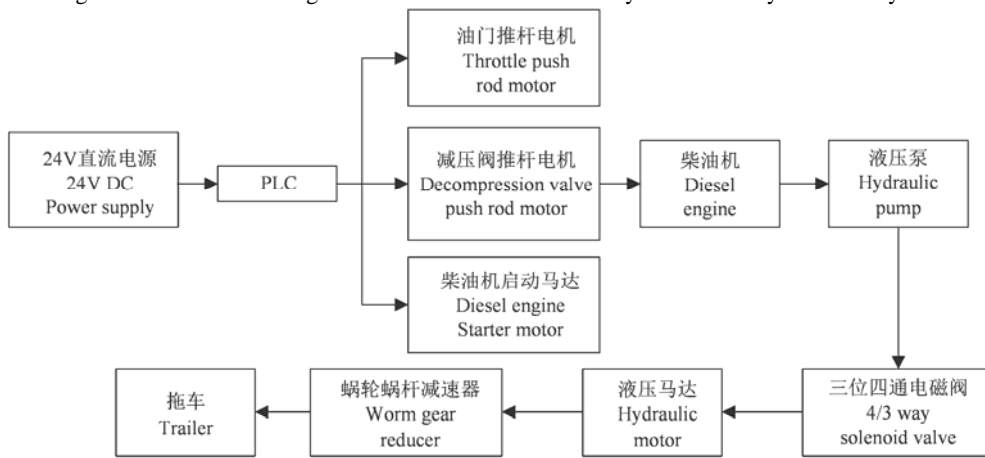 油门推杆电机
Throttle push
rod motor
24V直流电源
24V DC
Power supply
PLC
减压阀推杆电机
Decompression valve
push rod motor
柴油机
Diesel
engine
液压泵
Hydraulic
pump
柴油机启动马达
Diesel engine
Starter motor
拖车
Trailer
蜗轮蜗杆减速器
Worm gear
reducer
液压马达
Hydraulic
motor
三位四通电磁阀
4/3 way
solenoid valve